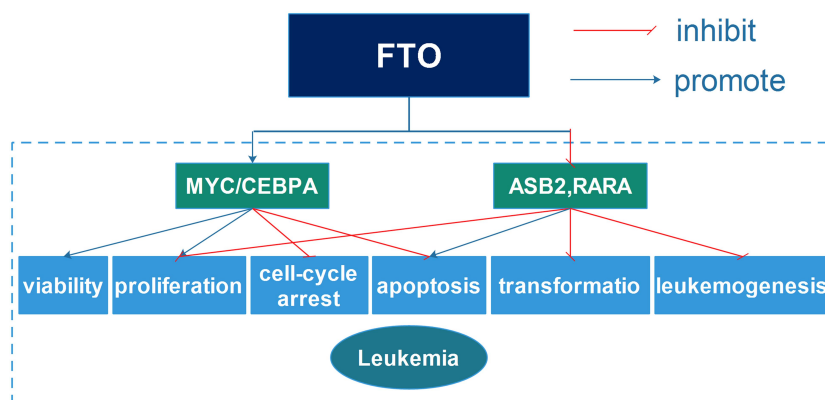 FTO
inhibit
promote
MYC/CEBPA
ASB2,RARA
viability
proliferation
cell-cycle
arrest
apoptosis
transformatio
leukemogenesis
Leukemia